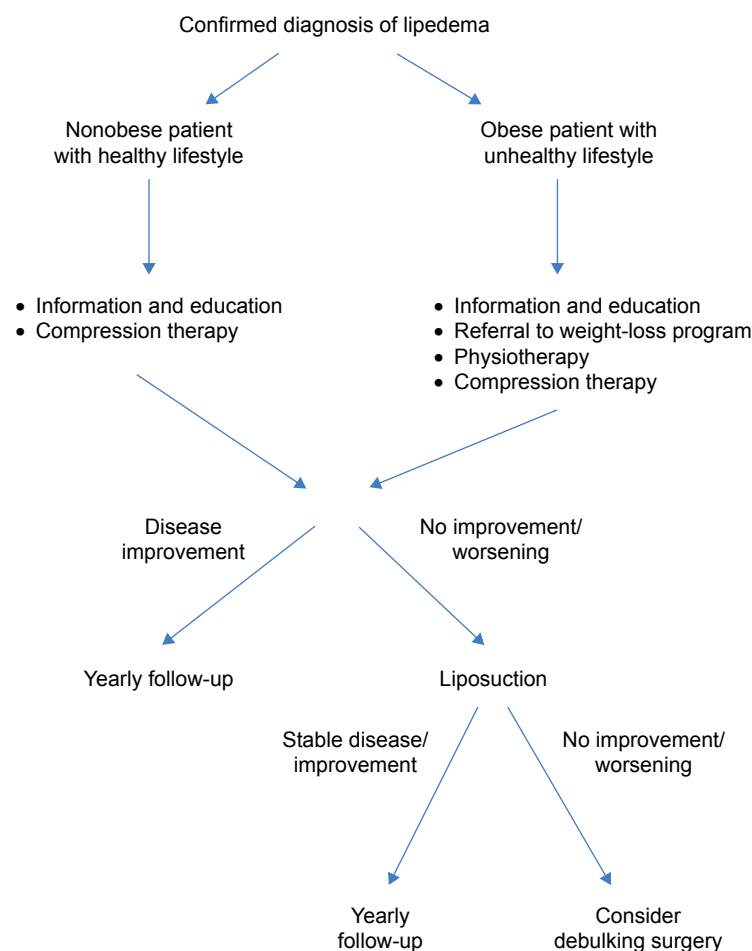 Confirmed diagnosis of lipedema
Nonobese patient
with healthy lifestyle
Obese patient with
unhealthy lifestyle
• Information and education
• Compression therapy
• Information and education
• Referral to weight-loss program
• Physiotherapy
• Compression therapy
Disease
improvement
No improvement/
worsening
Yearly follow-up
Liposuction
Stable disease/
improvement
No improvement/
worsening
Yearly
follow-up
Consider
debulking surgery